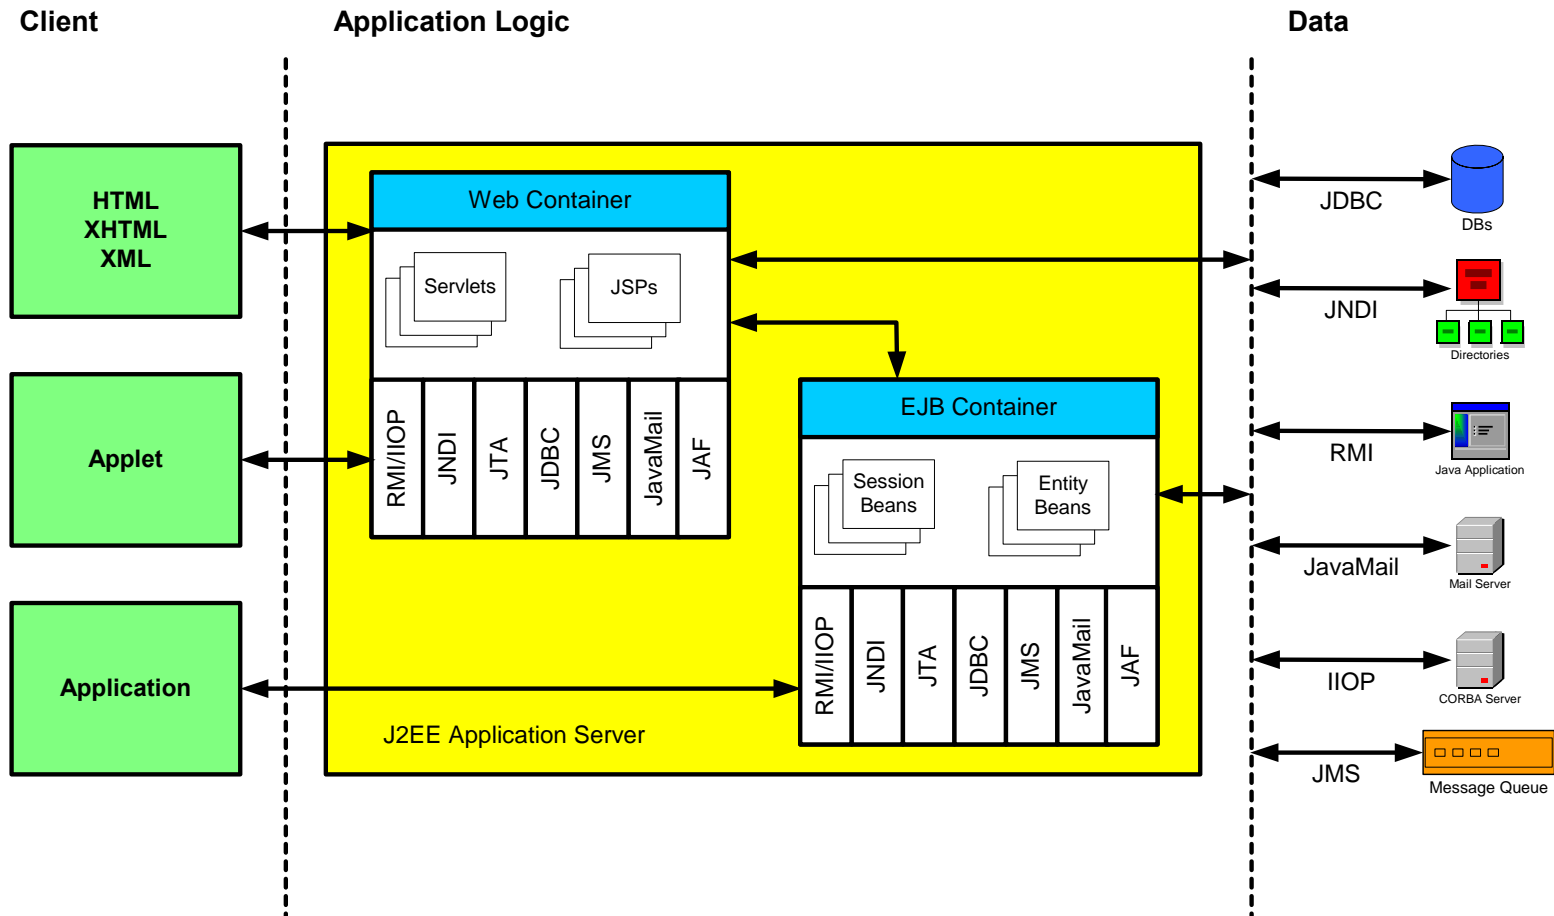 Client
Application Logic
Data
HTML
XHTML
XML
Applet
Application
Web Container
Servlets
JSPs
RMI/IIOP
JNDI
JTA
JDBC
JMS
JavaMail
JAF
EJB Container
Session
Beans
Entity
Beans
RMI/IIOP
JNDI
JTA
JDBC
JMS
JavaMail
JAF
J2EE Application Server
JDBC
DBs
JNDI
Directories
RMI
Java Application
JavaMail
Mail Server
IIOP
CORBA Server
JMS
Message Queue